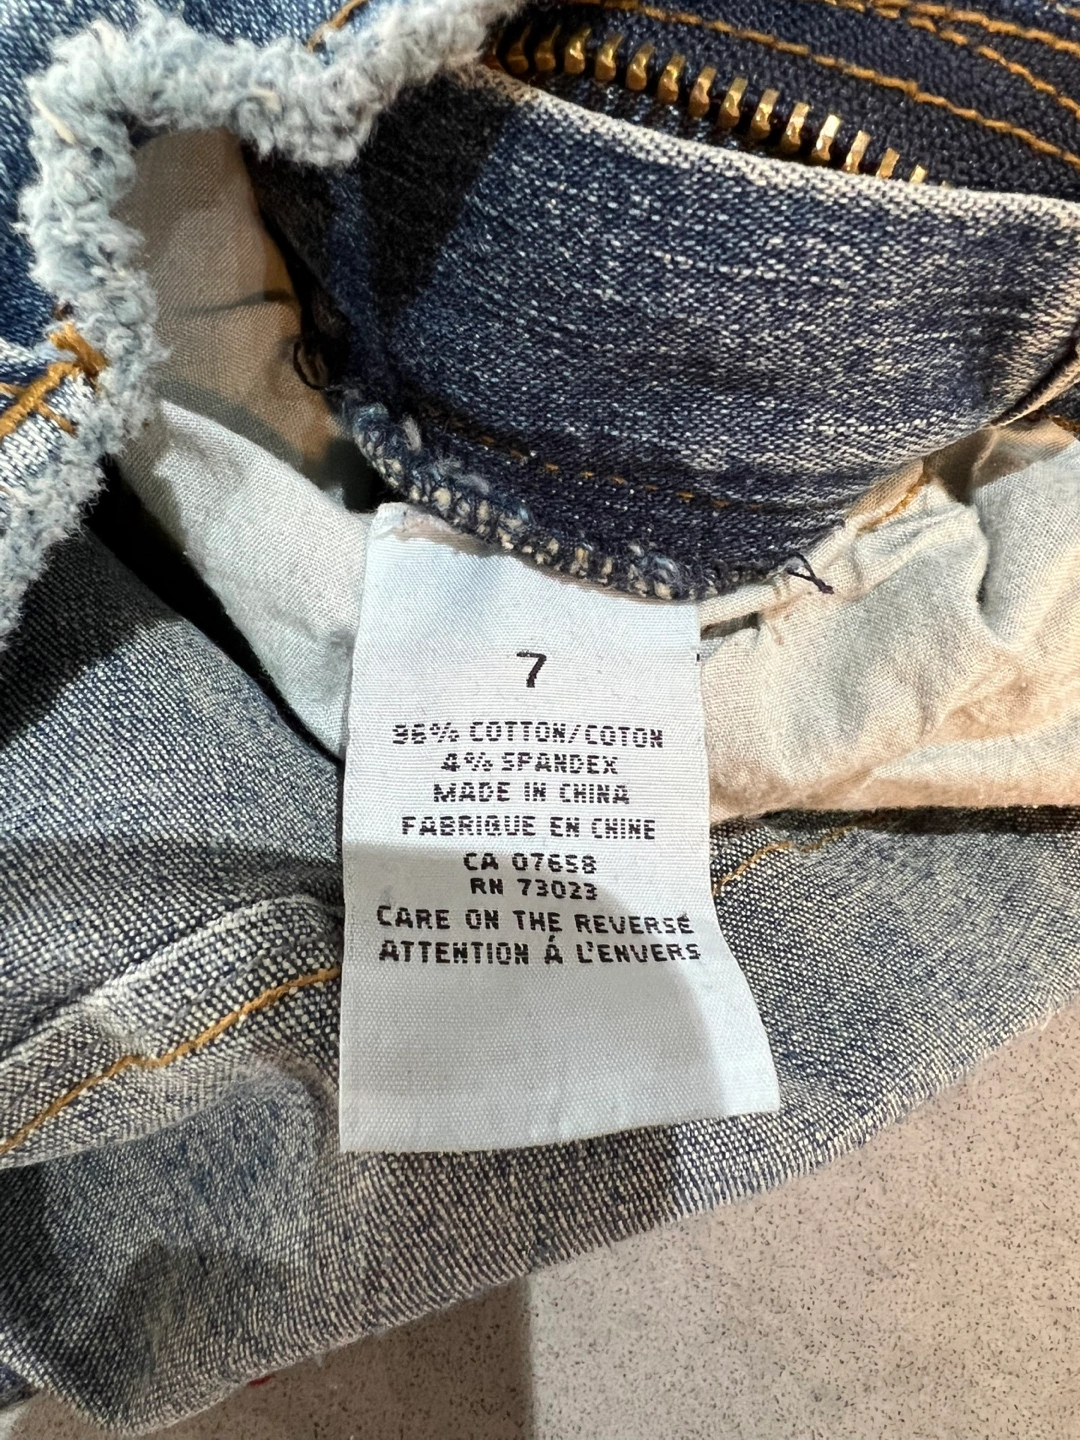 7
96% COTTON/COTON
4% SPANDEX
MADE IN CHINA
FABRIQUE EN CHINE
CA 07658
RN 73023
CARE ON THE REVERSE
ATTENTION Á L'ENVERS